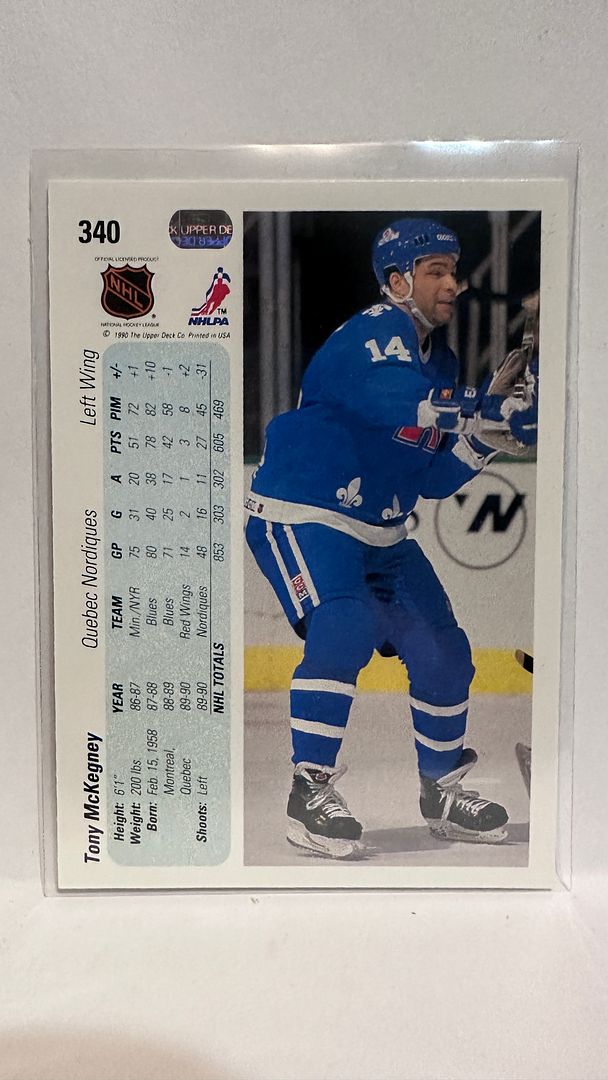 340
CK UPPER DE
UPPER DEC
OFFICIAL LICENSED PRODUCT
NHL
NATIONAL HOCKEY LEAGUE
TM
NHLPA
© 1990 The Upper Deck Co. Printed in USA
Tony McKegney Quebec Nordiques Left Wing
Height: 6'1"
Weight: 200 lbs.
Born: Feb. 15, 1958
Montreal,
Quebec
Shoots: Left
YEAR TEAM GP G A PTS PIM +/-
86-87 Min./NYR 75 31 20 51 72 +1
87-88 Blues 80 40 38 78 82 +10
88-89 Blues 71 25 17 42 58 -1
89-90 Red Wings 14 2 1 3 8 +2
89-90 Nordiques 48 16 11 27 45 -31
NHL TOTALS 853 303 302 605 469
14